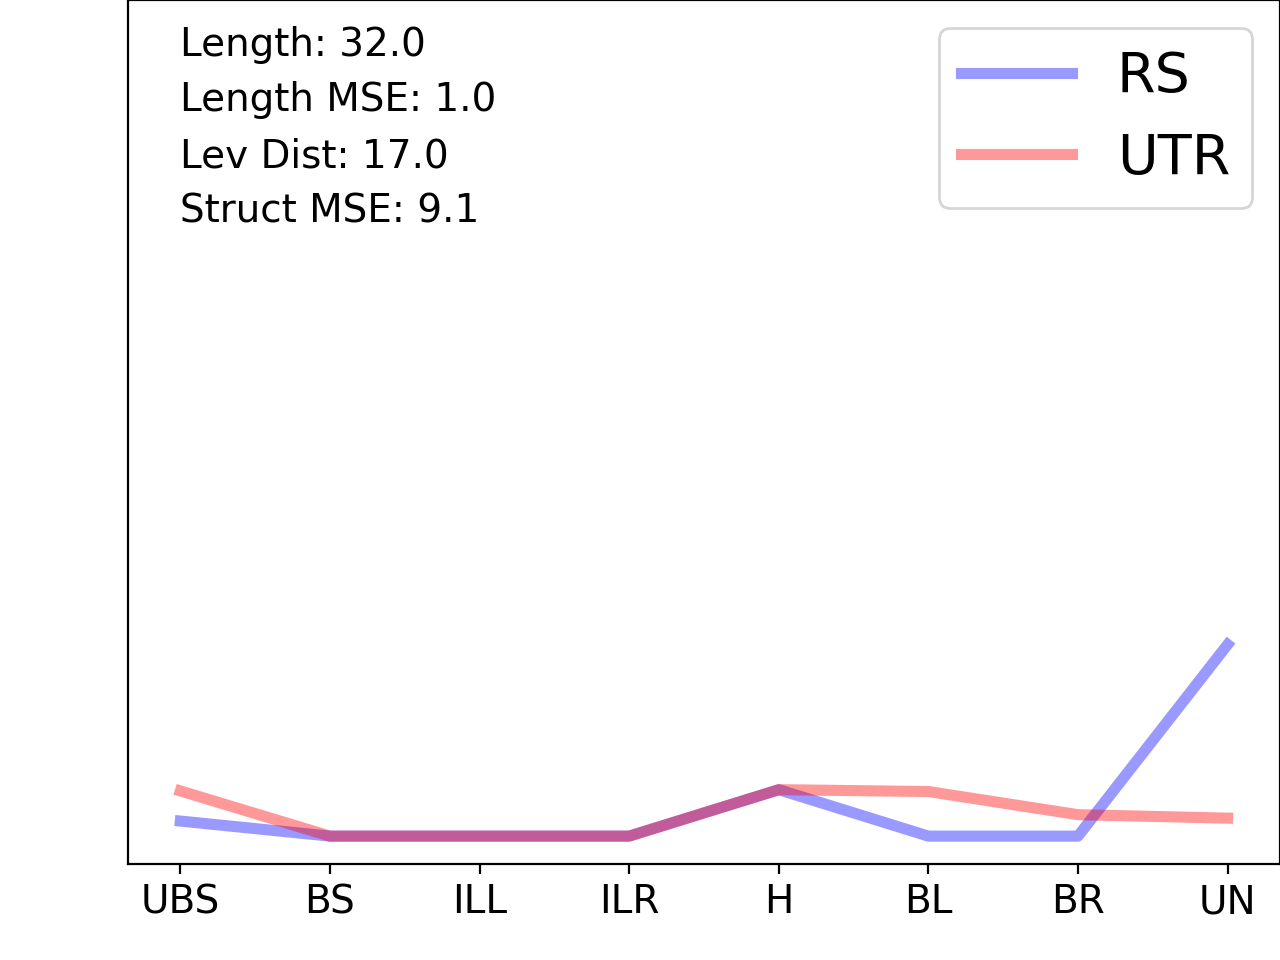 Length: 32.0
Length MSE: 1.0
Lev Dist: 17.0
Struct MSE: 9.1
RS
UTR
UBS BS ILL ILR H BL BR UN